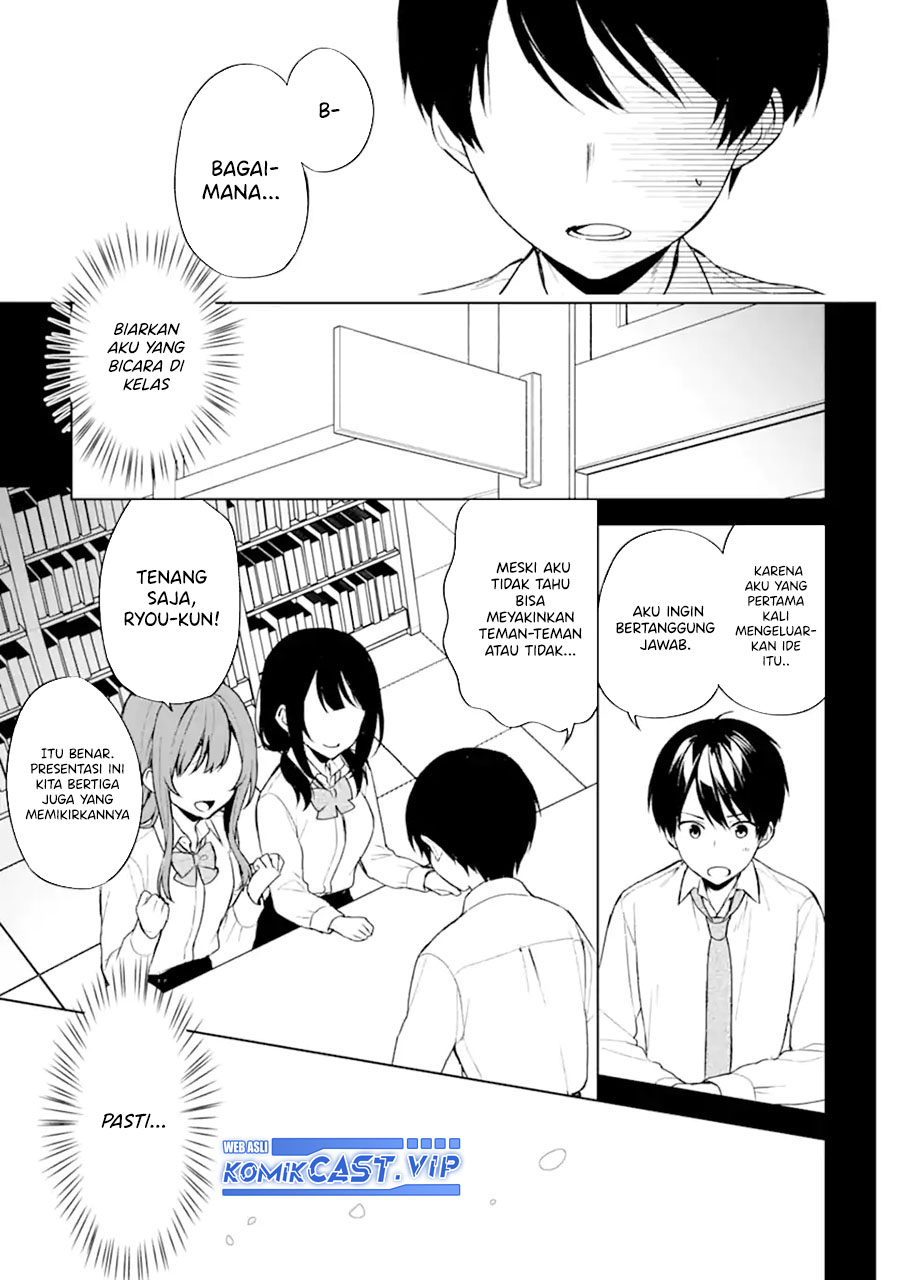 B-
BAGAI-
MANA...
BIARKAN
AKU YANG
BICARA DI
KELAS
KARENA
AKU YANG
PERTAMA
KALI
MENGELUAR-
KAN IDE
ITU..
AKU INGIN
BERTANGGUNG
JAWAB.
MESKI AKU
TIDAK TAHU
BISA
MEYAKINKAN
TEMAN-TEMAN
ATAU TIDAK...
TENANG
SAJA,
RYOU-KUN!
ITU BENAR.
PRESENTASI INI
KITA BERTIGA
JUGA YANG
MEMIKIRKANNYA
PASTI...
WEB ASLI
KOMIKCAST.VIP